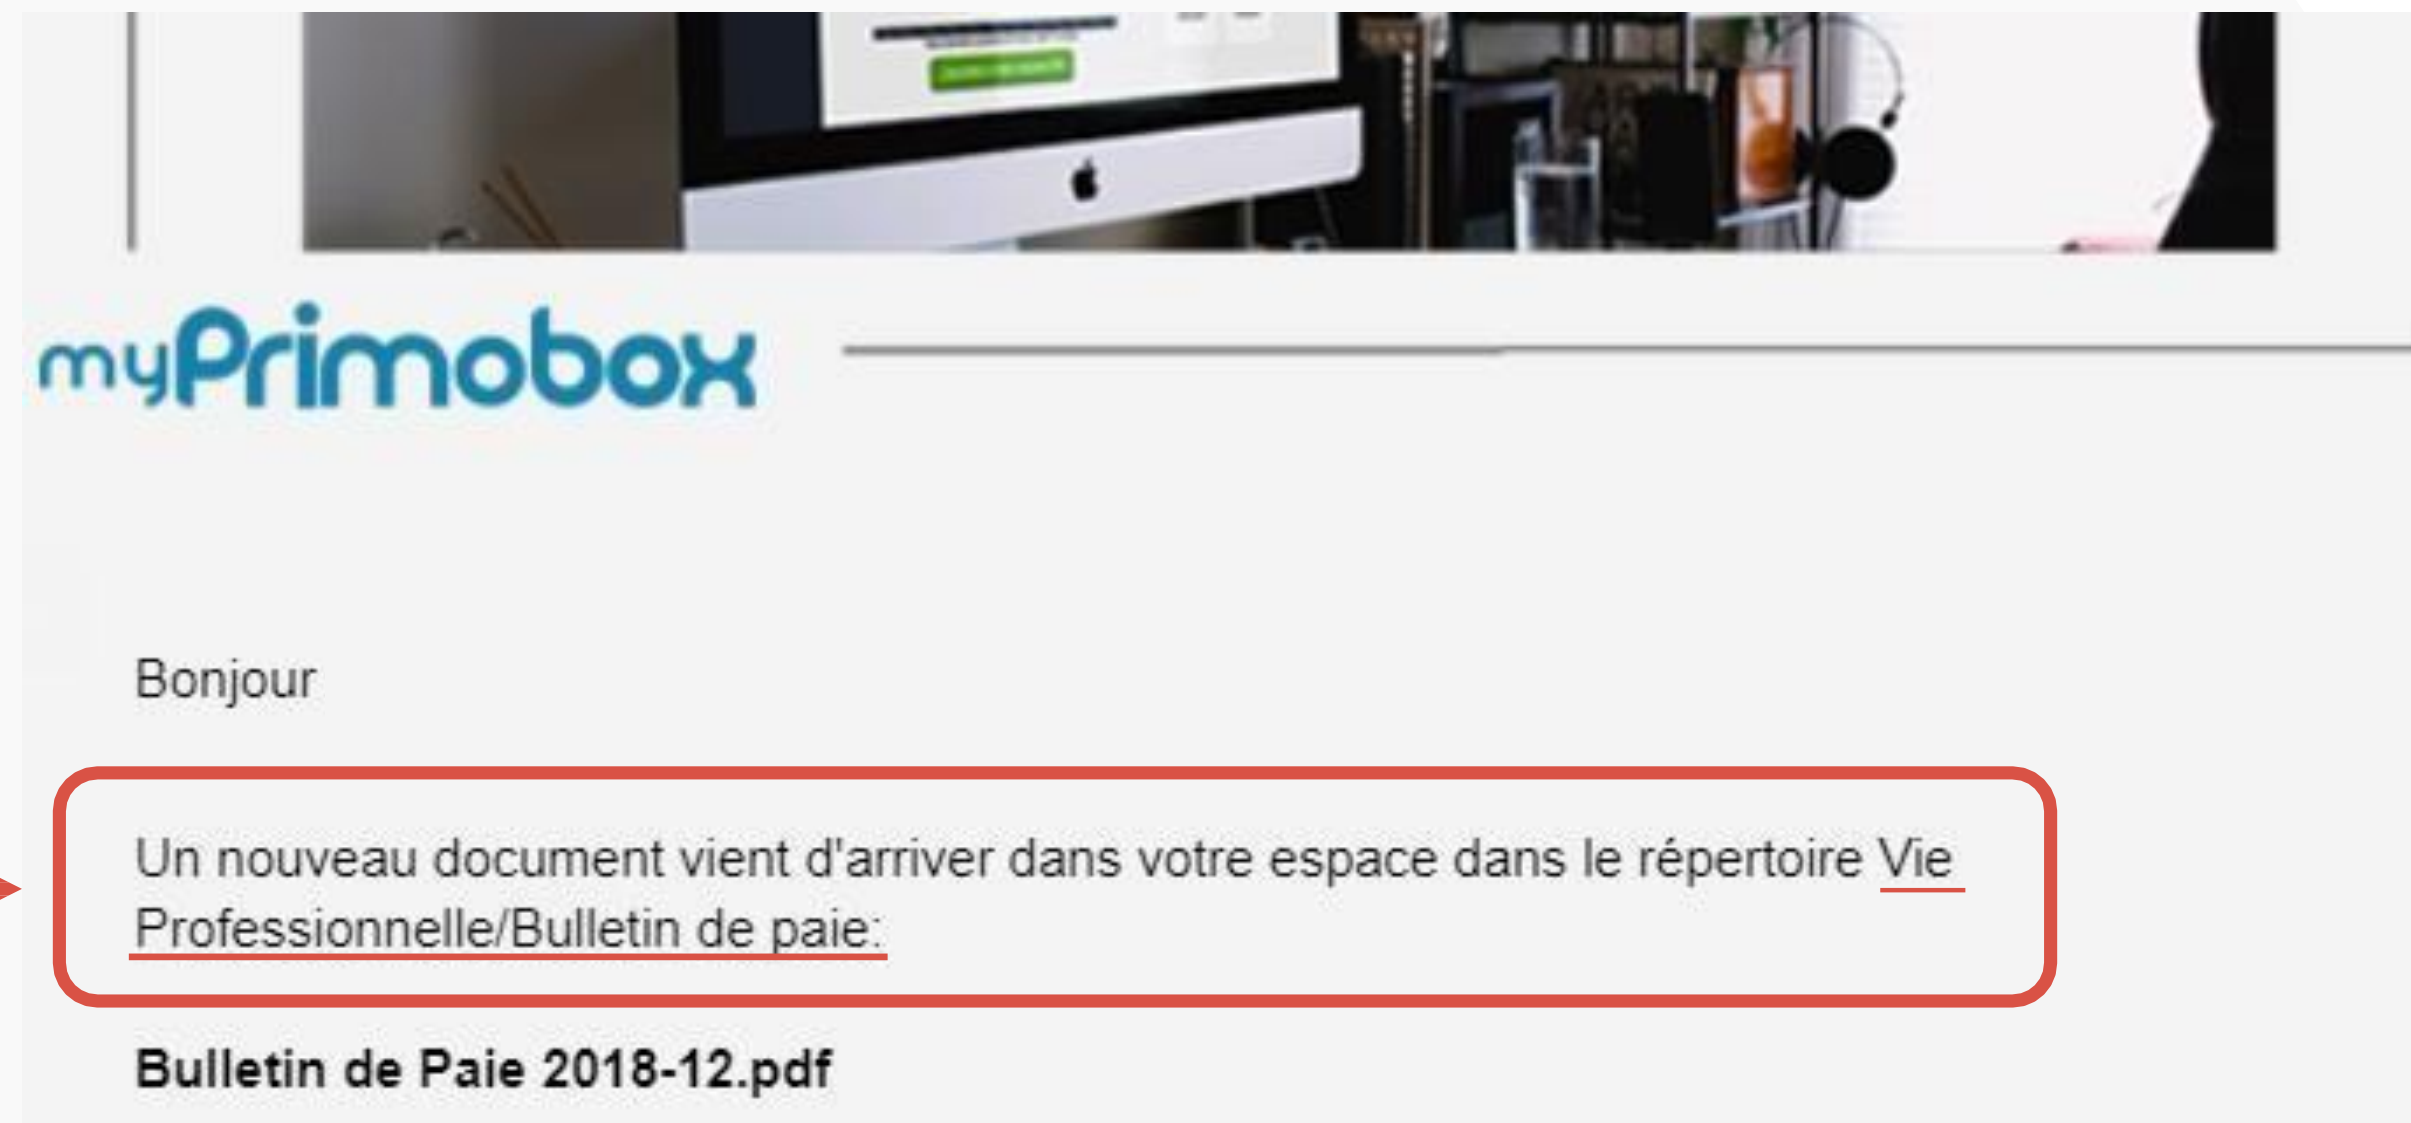 myPrimobox
Bonjour
Un nouveau document vient d'arriver dans votre espace dans le répertoire Vie
Professionnelle/Bulletin de paie:
Bulletin de Paie 2018-12.pdf